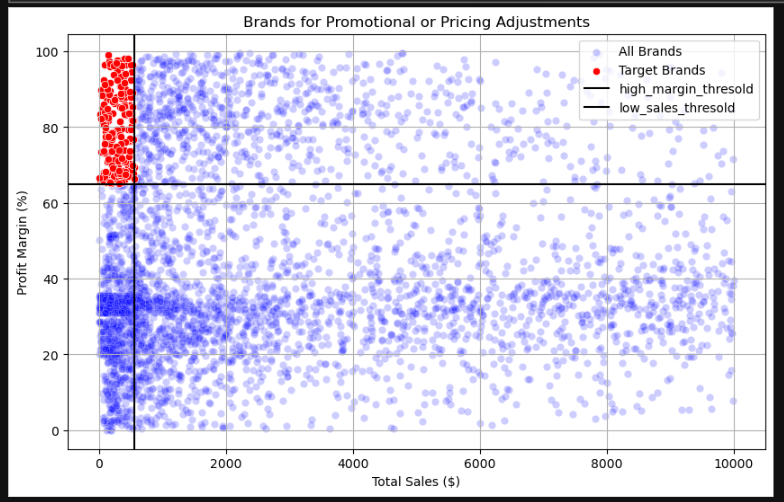 Brands for Promotional or Pricing Adjustments
All Brands
Target Brands
high_margin_thresold
low_sales_thresold
Profit Margin (%)
100
80
60
40
20
0
0 2000 4000 6000 8000 10000
Total Sales ($)